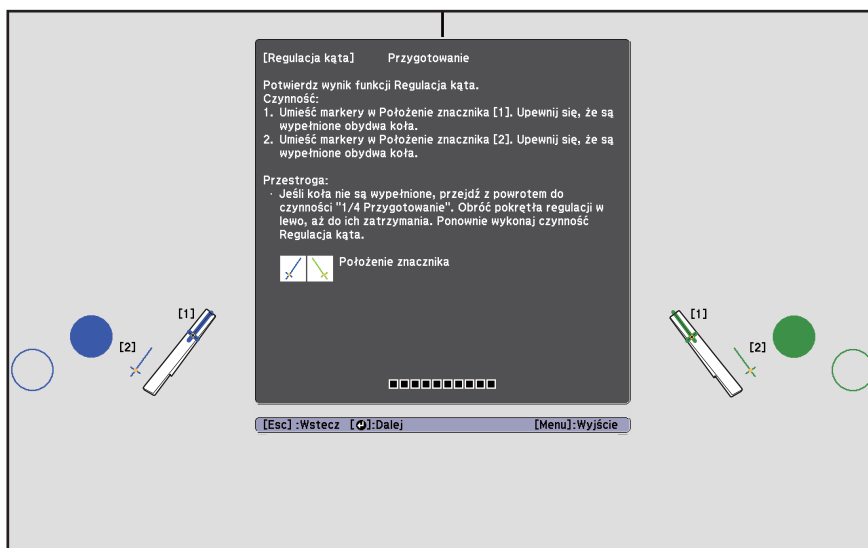 [Regulacja kąta] Przygotowanie
Potwierdz wynik funkcji Regulacja kąta.
Czynność:
1. Umieść markery w Położenie znacznika [1]. Upewnij się, że są
wypełnione obydwa koła.
2. Umieść markery w Położenie znacznika [2]. Upewnij się, że są
wypełnione obydwa koła.
Przestroga:
· Jeśli koła nie są wypełnione, przejdź z powrotem do
czynności "1/4 Przygotowanie". Obróć pokrętła regulacji w
lewo, aż do ich zatrzymania. Ponownie wykonaj czynność
Regulacja kąta.
Położenie znacznika
[1]
[2]
[1]
[2]
[Esc] :Wstecz [⏎]:Dalej [Menu]:Wyjście